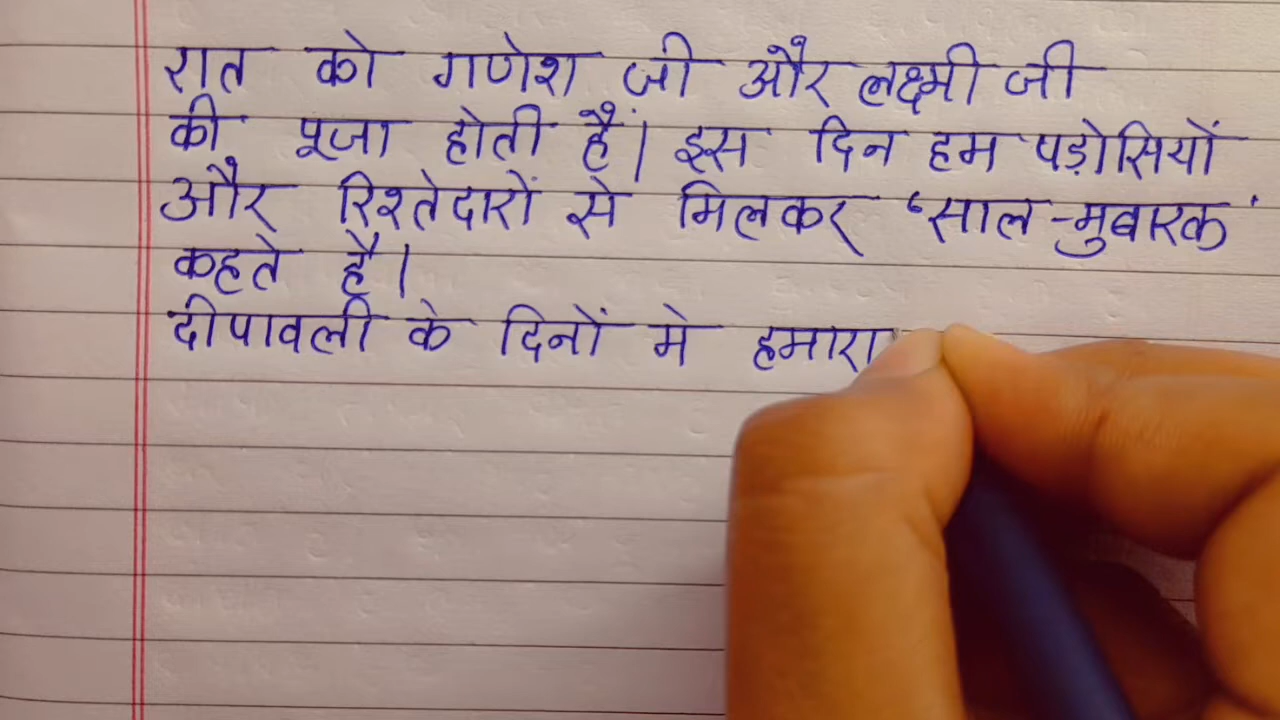 रात को गणेश जी और लक्ष्मी जी
की पूजा होती हैं। इस दिन हम पड़ोसियों
और रिश्तेदारों से मिलकर 'साल-मुबारक'
कहते है।
दीपावली के दिनों मे हमारा